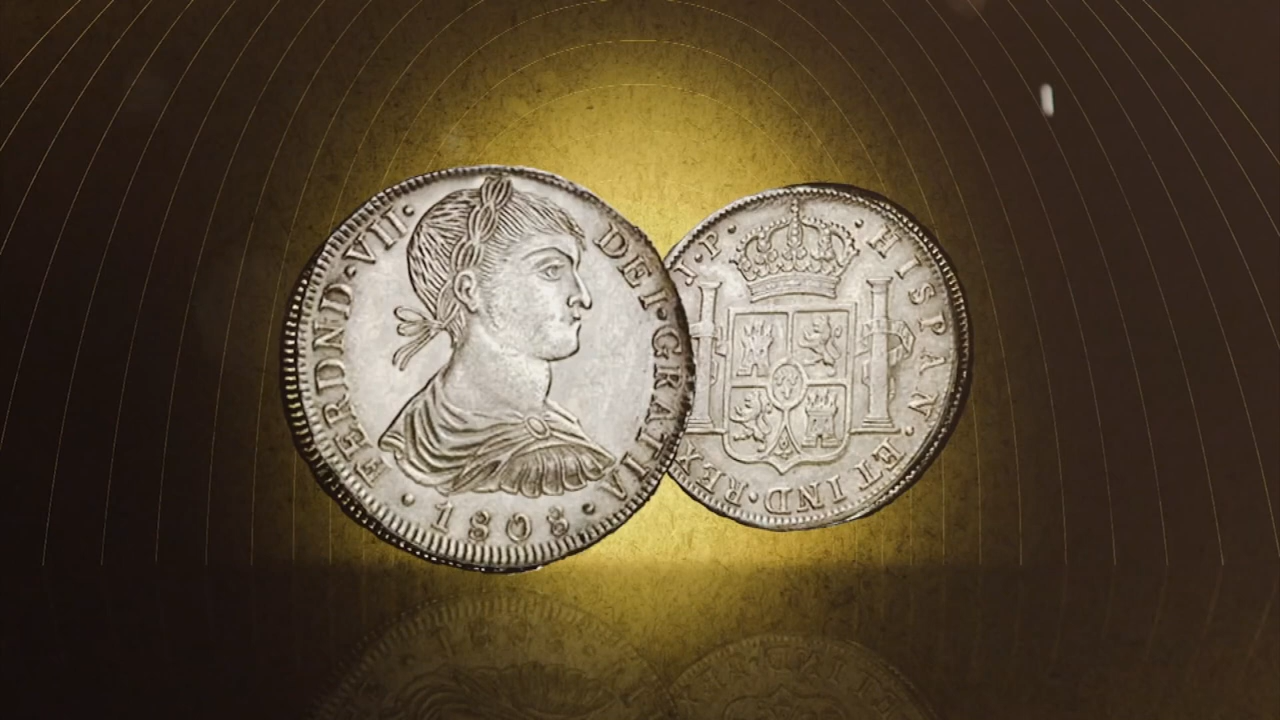 FERDND·VII· DEI·GRATIA
·1808·
J.P. · HISPAN·ET IND·REX